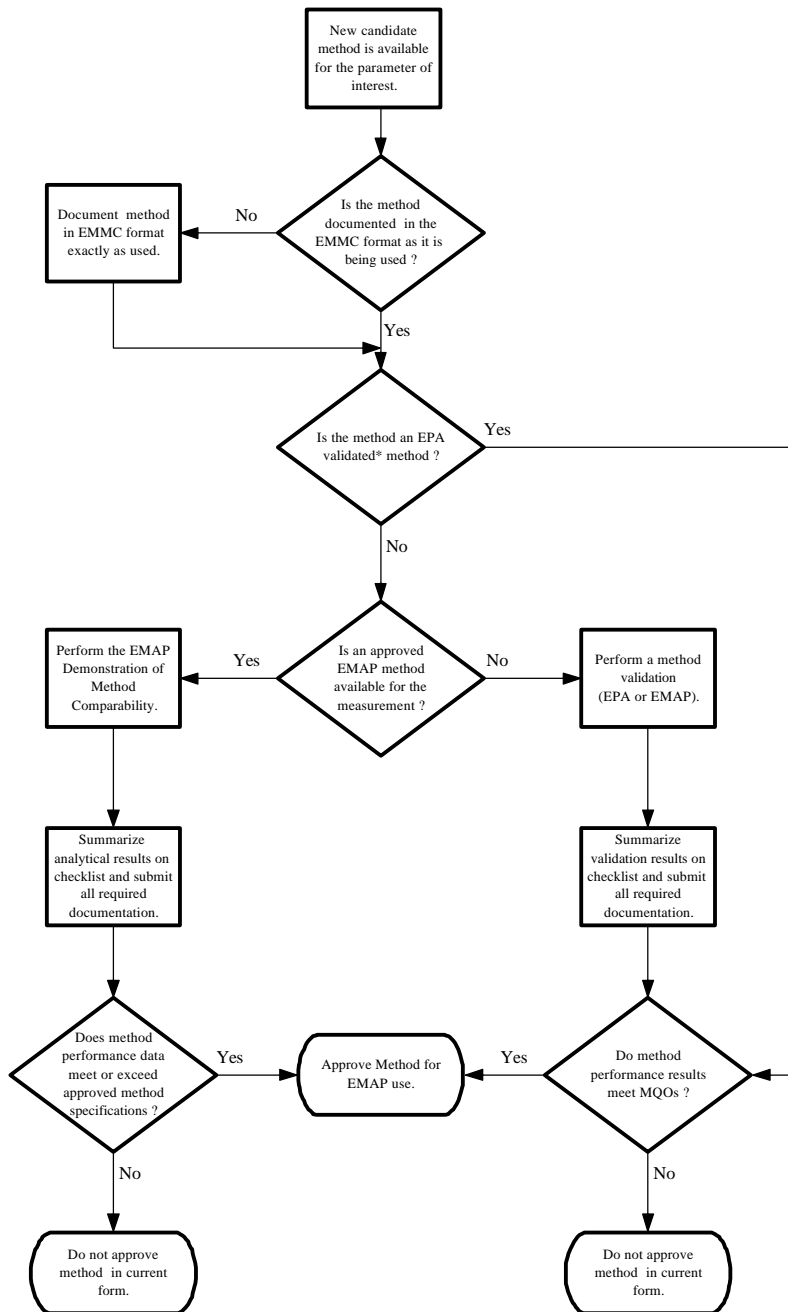 New candidate
method is available
for the parameter of
interest.
Is the method
documented in the
EMMC format as it is
being used ?
No
Document method
in EMMC format
exactly as used.
Yes
Is the method an EPA
validated* method ?
Yes
No
Is an approved
EMAP method
available for the
measurement ?
Yes
No
Perform the EMAP
Demonstration of
Method
Comparability.
Perform a method
validation
(EPA or EMAP).
Summarize
analytical results on
checklist and submit
all required
documentation.
Summarize
validation results on
checklist and submit
all required
documentation.
Does method
performance data
meet or exceed
approved method
specifications ?
Yes
Approve Method for
EMAP use.
Yes
Do method
performance results
meet MQOs ?
No
No
Do not approve
method in current
form.
Do not approve
method in current
form.